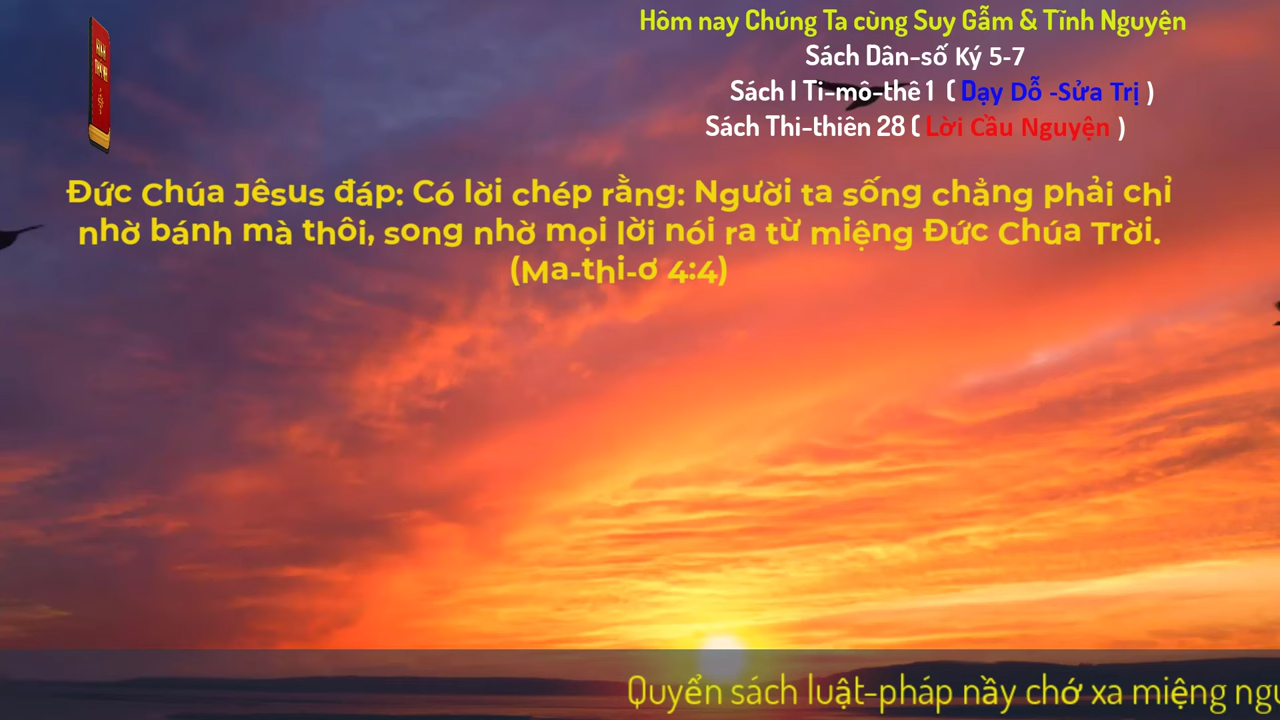 Hôm nay Chúng Ta cùng Suy Gẫm & Tĩnh Nguyện
Sách Dân-số Ký 5-7
Sách I Ti-mô-thê 1 ( Dạy Dỗ -Sửa Trị )
Sách Thi-thiên 28 ( Lời Cầu Nguyện )
Đức Chúa Jêsus đáp: Có lời chép rằng: Người ta sống chẳng phải chỉ
nhờ bánh mà thôi, song nhờ mọi lời nói ra từ miệng Đức Chúa Trời.
(Ma-thi-ơ 4:4)
Quyển sách luật-pháp nầy chớ xa miệng